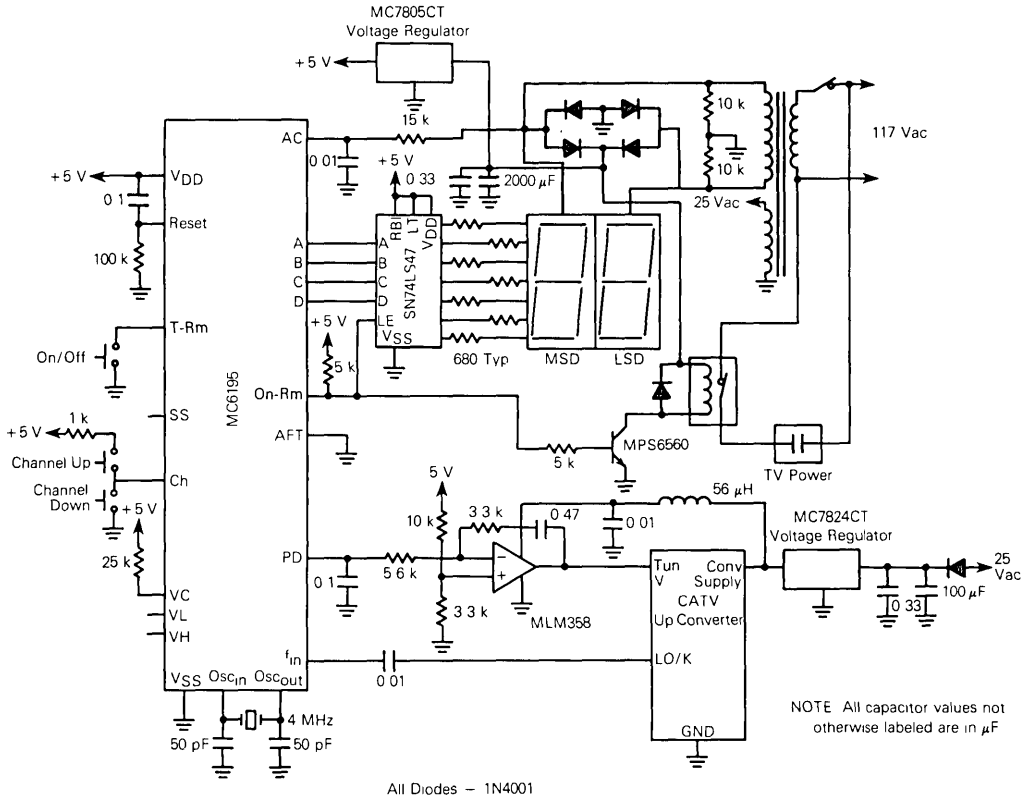 MC7805CT
Voltage Regulator
+5 V
15 k
AC
0 01
+5 V
0 33
2000 µF
10 k
10 k
117 Vac
25 Vac
+5 V
VDD
0 1
Reset
100 k
RBI
LT
VDD
SN74LS47
A
B
C
D
A
B
C
D
LE
VSS
+5 V
5 k
680 Typ
MSD
LSD
T-Rm
On/Off
MC6195
On-Rm
SS
1 k
+5 V
AFT
Channel Up
Channel
Down
Ch
5 k
MPS6560
TV Power
+5 V
25 k
5 V
10 k
3 3 k
0 47
0 01
56 µH
MC7824CT
Voltage Regulator
PD
0 1
5 6 k
3 3 k
−
+
MLM358
Tun
V
Conv
Supply
CATV
Up Converter
LO/K
GND
0 33
100 µF
25
Vac
VC
VL
VH
fin
0 01
VSS
Oscin
Oscout
4 MHz
50 pF
50 pF
NOTE All capacitor values not
otherwise labeled are in µF
All Diodes – 1N4001